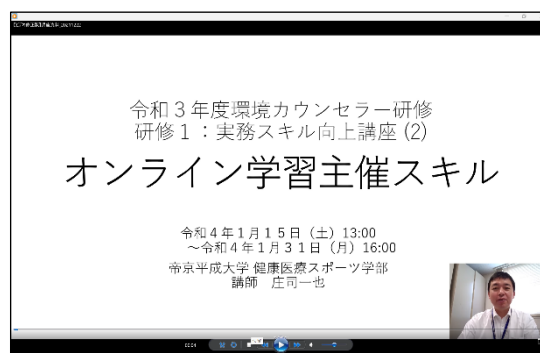 令和３年度環境カウンセラー研修
研修１：実務スキル向上講座 (2)
オンライン学習主催スキル
令和４年１月１５日（土）13:00
～令和４年１月３１日（月）16:00
帝京平成大学 健康医療スポーツ学部
講師　庄司一也